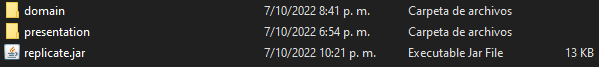 domain 7/10/2022 8:41 p. m. Carpeta de archivos
presentation 7/10/2022 6:54 p. m. Carpeta de archivos
replicate.jar 7/10/2022 10:21 p. m. Executable Jar File 13 KB